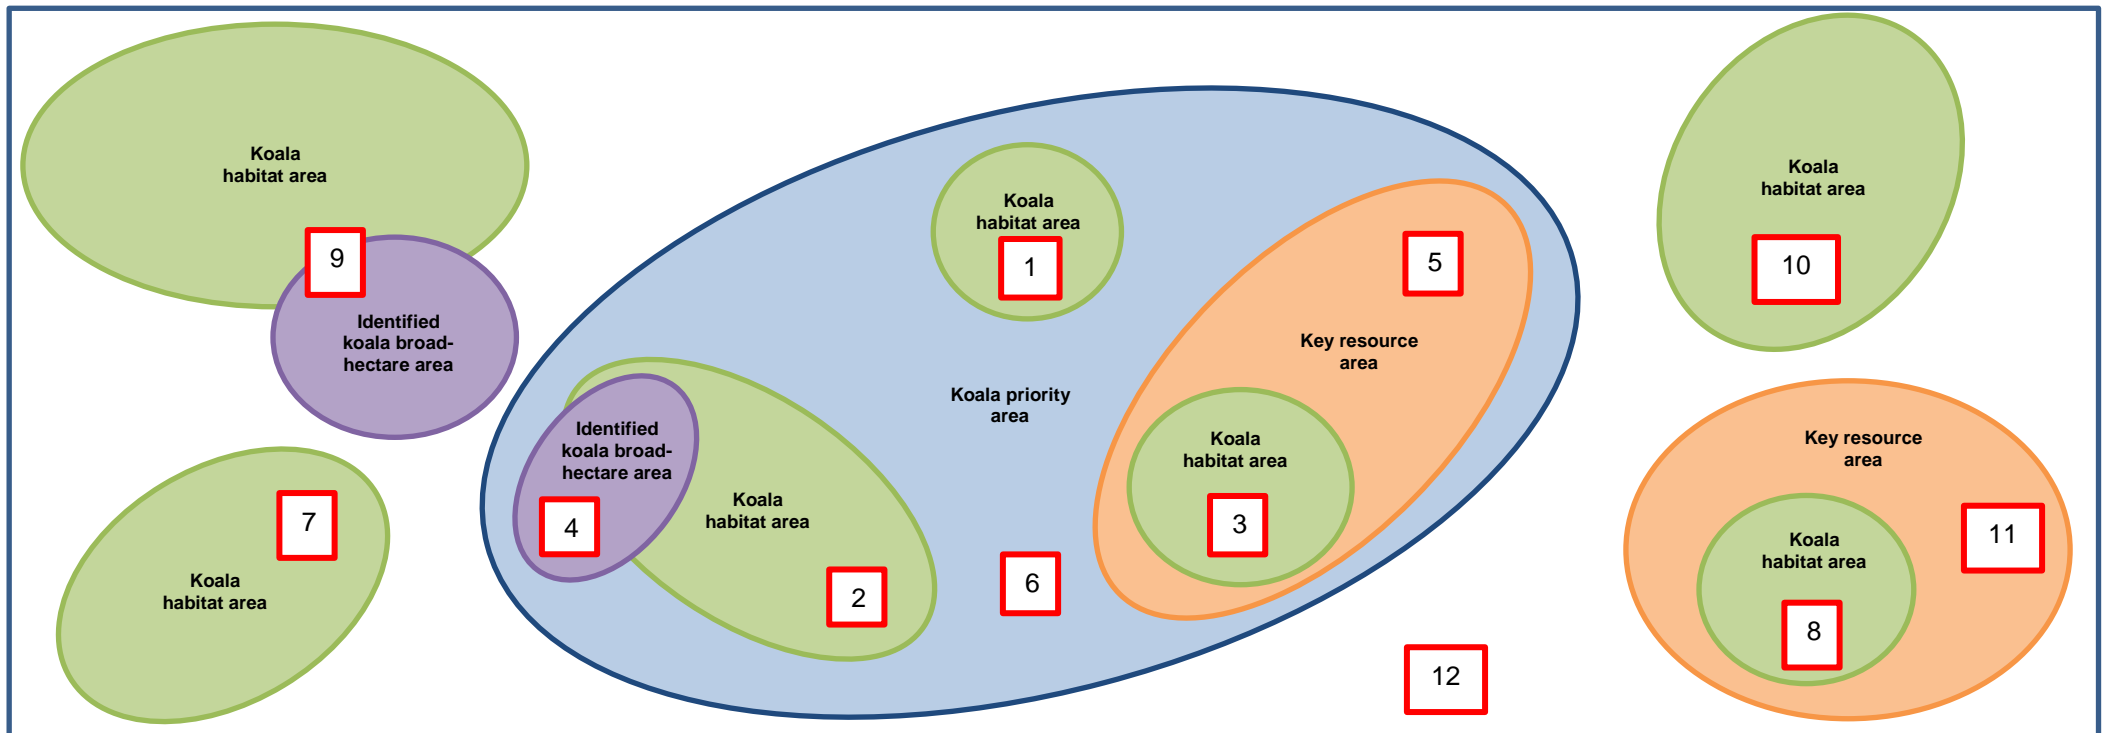 Koala
habitat area
9
Identified
koala broad-
hectare area
Koala
habitat area
7
Koala
habitat area
1
Koala priority
area
Identified
koala broad-
hectare area
4
Koala
habitat area
2
6
Key resource
area
5
Koala
habitat area
3
12
Koala
habitat area
10
Key resource
area
11
Koala
habitat area
8